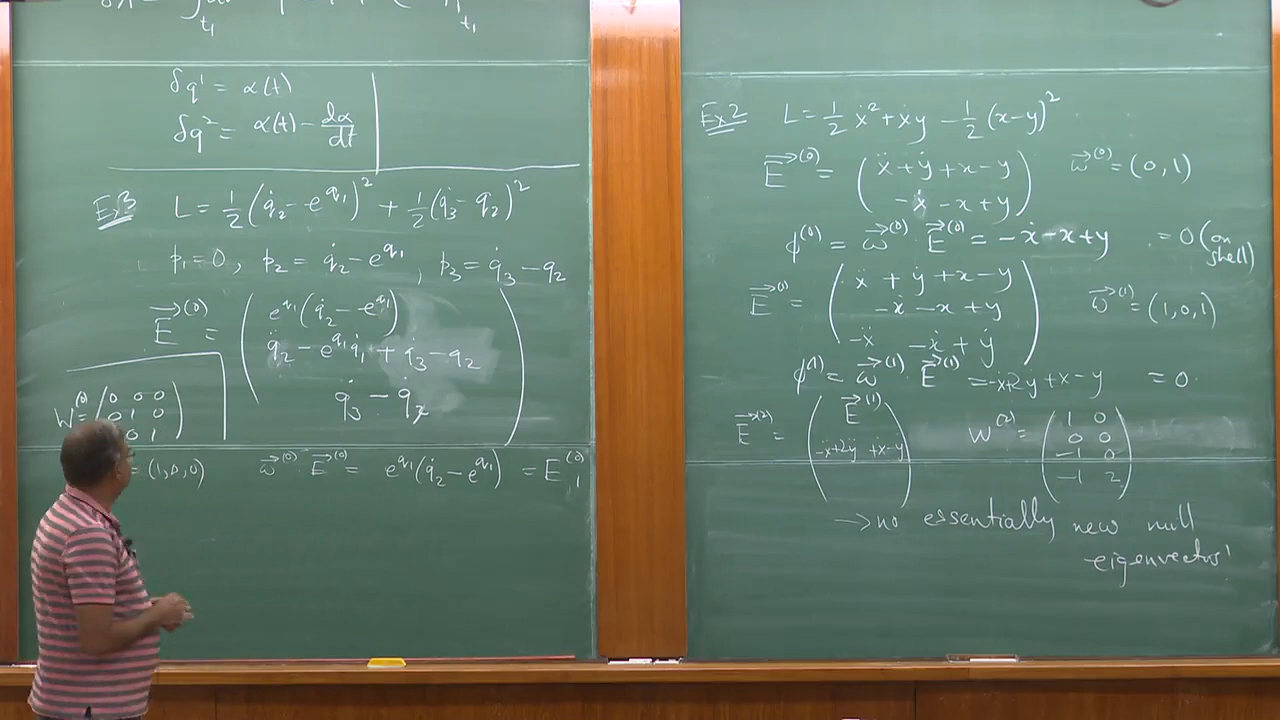 t₁ t₁
δq¹ = α(t)
δq² = α(t) − dα/dt
Ex3 L = 1/2 (q̇₂ − e^{q₁})² + 1/2 (q̇₃ − q₂)²
p₁ = 0, p₂ = q̇₂ − e^{q₁}, p₃ = q̇₃ − q₂
E⃗⁽⁰⁾ =
e^{q₁}(q̇₂ − e^{q₁})
q̈₂ − e^{q₁} q̇₁ + q̇₃ − q₂
q̈₃ − q̇₂
W⁽⁰⁾ =
0 0 0
0 1 0
0 1
= (1, 0, 0) w⃗⁽⁰⁾ · E⃗⁽⁰⁾ = e^{q₁}(q̇₂ − e^{q₁}) = E₁⁽⁰⁾
Ex2 L = 1/2 ẋ² + ẋy − 1/2 (x−y)²
E⃗⁽⁰⁾ = w⃗⁽⁰⁾ = (0, 1)
ẍ + ẏ + x − y
−ẋ − x + y
φ⁽⁰⁾ = w⃗⁽⁰⁾ · E⃗⁽⁰⁾ = −ẋ − x + y = 0 (on shell)
E⃗⁽¹⁾ = w⃗⁽¹⁾ = (1, 0, 1)
ẍ + ẏ + x − y
−ẋ − x + y
−ẍ − ẋ + ẏ
φ⁽¹⁾ = w⃗⁽¹⁾ · E⃗⁽¹⁾ = −ẋ + 2ẏ + x − y = 0
E⃗⁽²⁾ = W⁽²⁾ =
E⃗⁽¹⁾
−ẍ + 2ÿ + ẋ − ẏ
1 0
0 0
−1 0
−1 2
→ no essentially new null
eigenvectors!